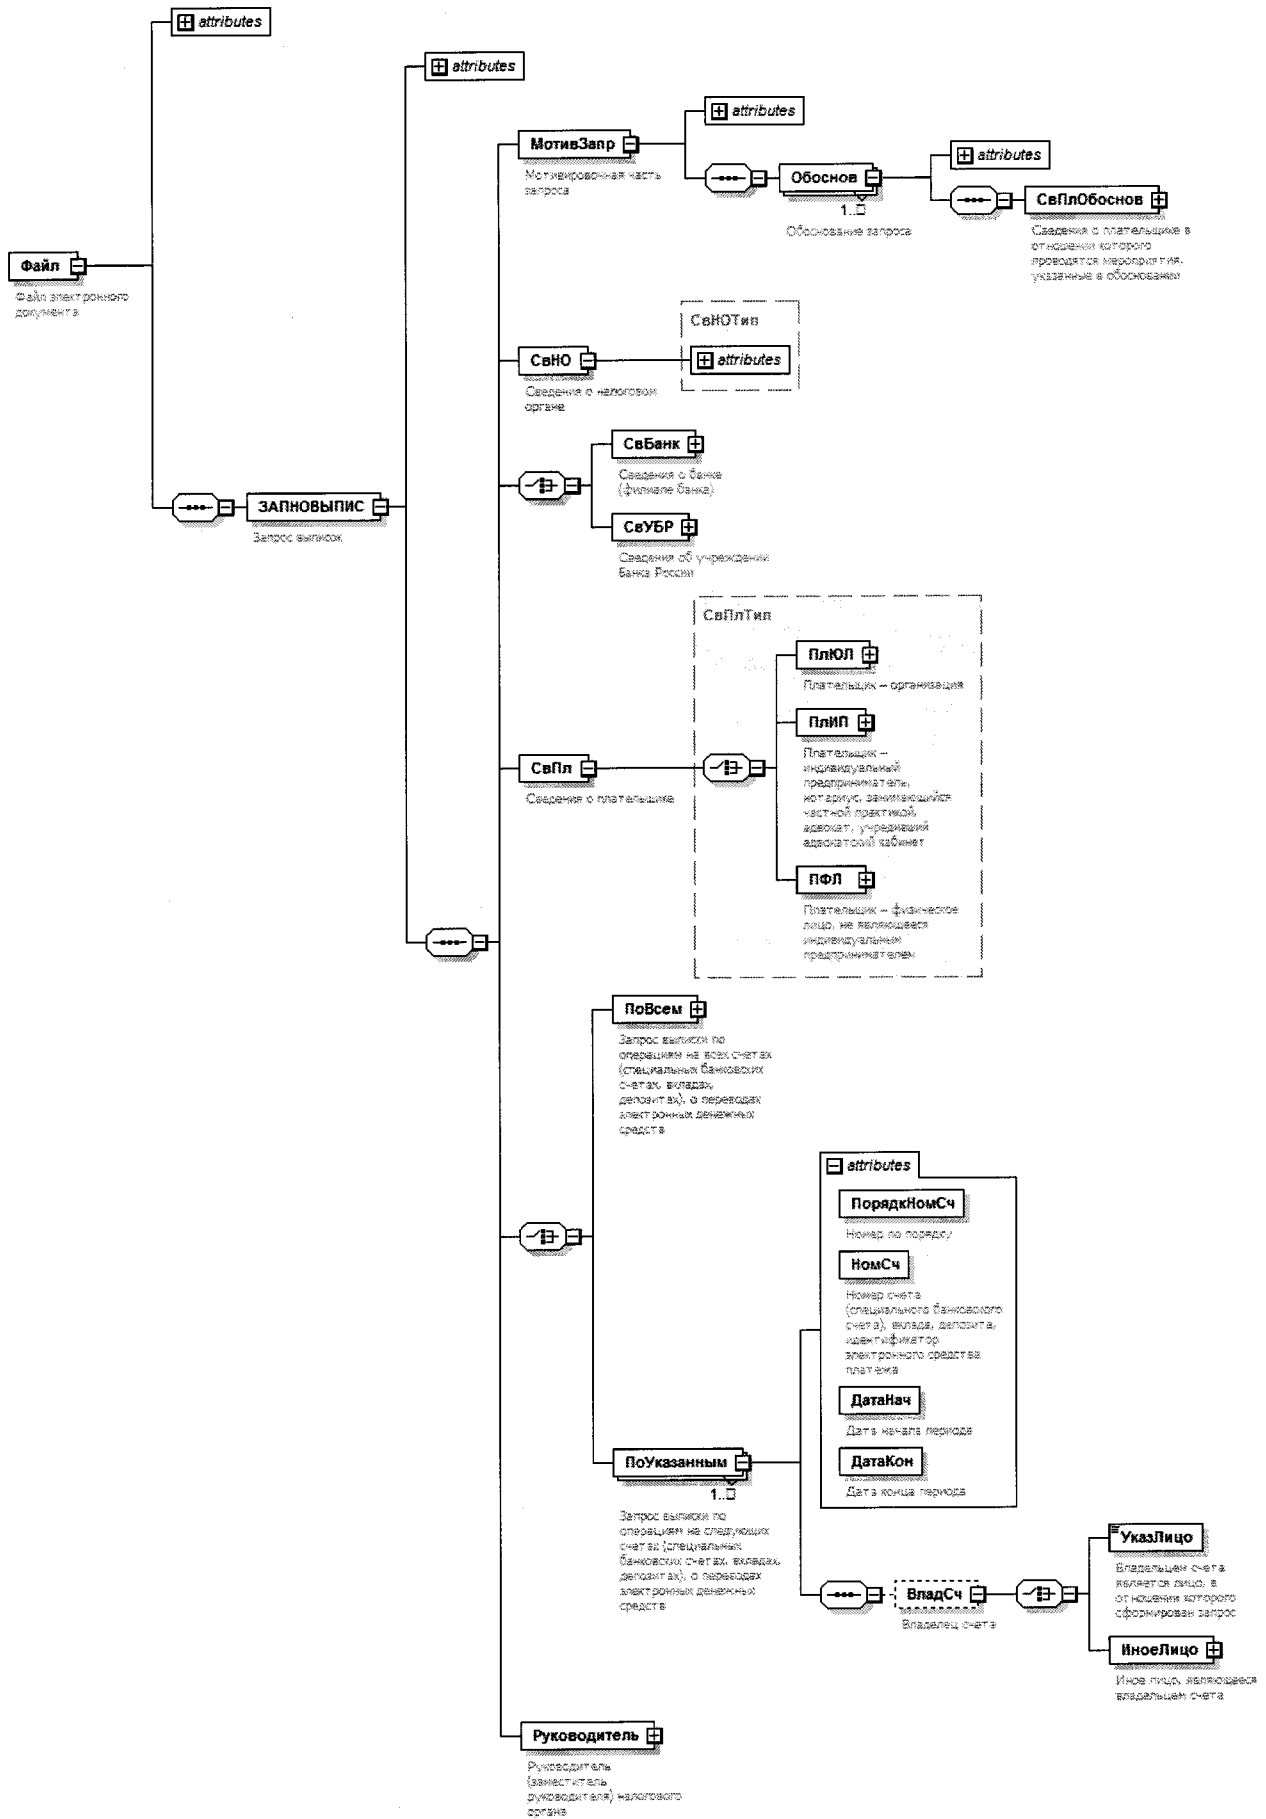 attributes
attributes
attributes
МотивЗапр
Мотивировочная часть
запроса
attributes
Обоснов
1..□
Обоснование запроса
СвПлОбоснов
Сведения о плательщике в
отношении которого
проводятся мероприятия,
указанные в обосновании
Файл
Файл электронного
документа
СвНОТип
СвНО
attributes
Сведения о налоговом
органе
СвБанк
Сведения о банке
(филиале банка)
ЗАПНОВЫПИС
Запрос выписок
СвУБР
Сведения об учреждении
Банка России
СвПлТип
ПлЮЛ
Плательщик – организация
ПлИП
Плательщик –
индивидуальный
предприниматель,
нотариус, занимающийся
частной практикой,
адвокат, учредивший
адвокатский кабинет
СвПл
Сведения о плательщике
ПФЛ
Плательщик – физическое
лицо, не являющееся
индивидуальным
предпринимателем
ПоВсем
Запрос выписки по
операциям на всех счетах
(специальных банковских
счетах, вкладах,
депозитах), о переводах
электронных денежных
средств
attributes
ПорядкНомСч
Номер по порядку
НомСч
Номер счета
(специального банковского
счета), вклада, депозита,
идентификатор
электронного средства
платежа
ДатаНач
Дата начала периода
ДатаКон
Дата конца периода
ПоУказанным
1..□
Запрос выписки по
операциям на следующих
счетах (специальных
банковских счетах, вкладах,
депозитах), о переводах
электронных денежных
средств
УказЛицо
Владельцем счета
является лицо, в
отношении которого
сформирован запрос
ВладСч
Владелец счета
ИноеЛицо
Иное лицо, являющееся
владельцем счета
Руководитель
Руководитель
(заместитель
руководителя) налогового
органа